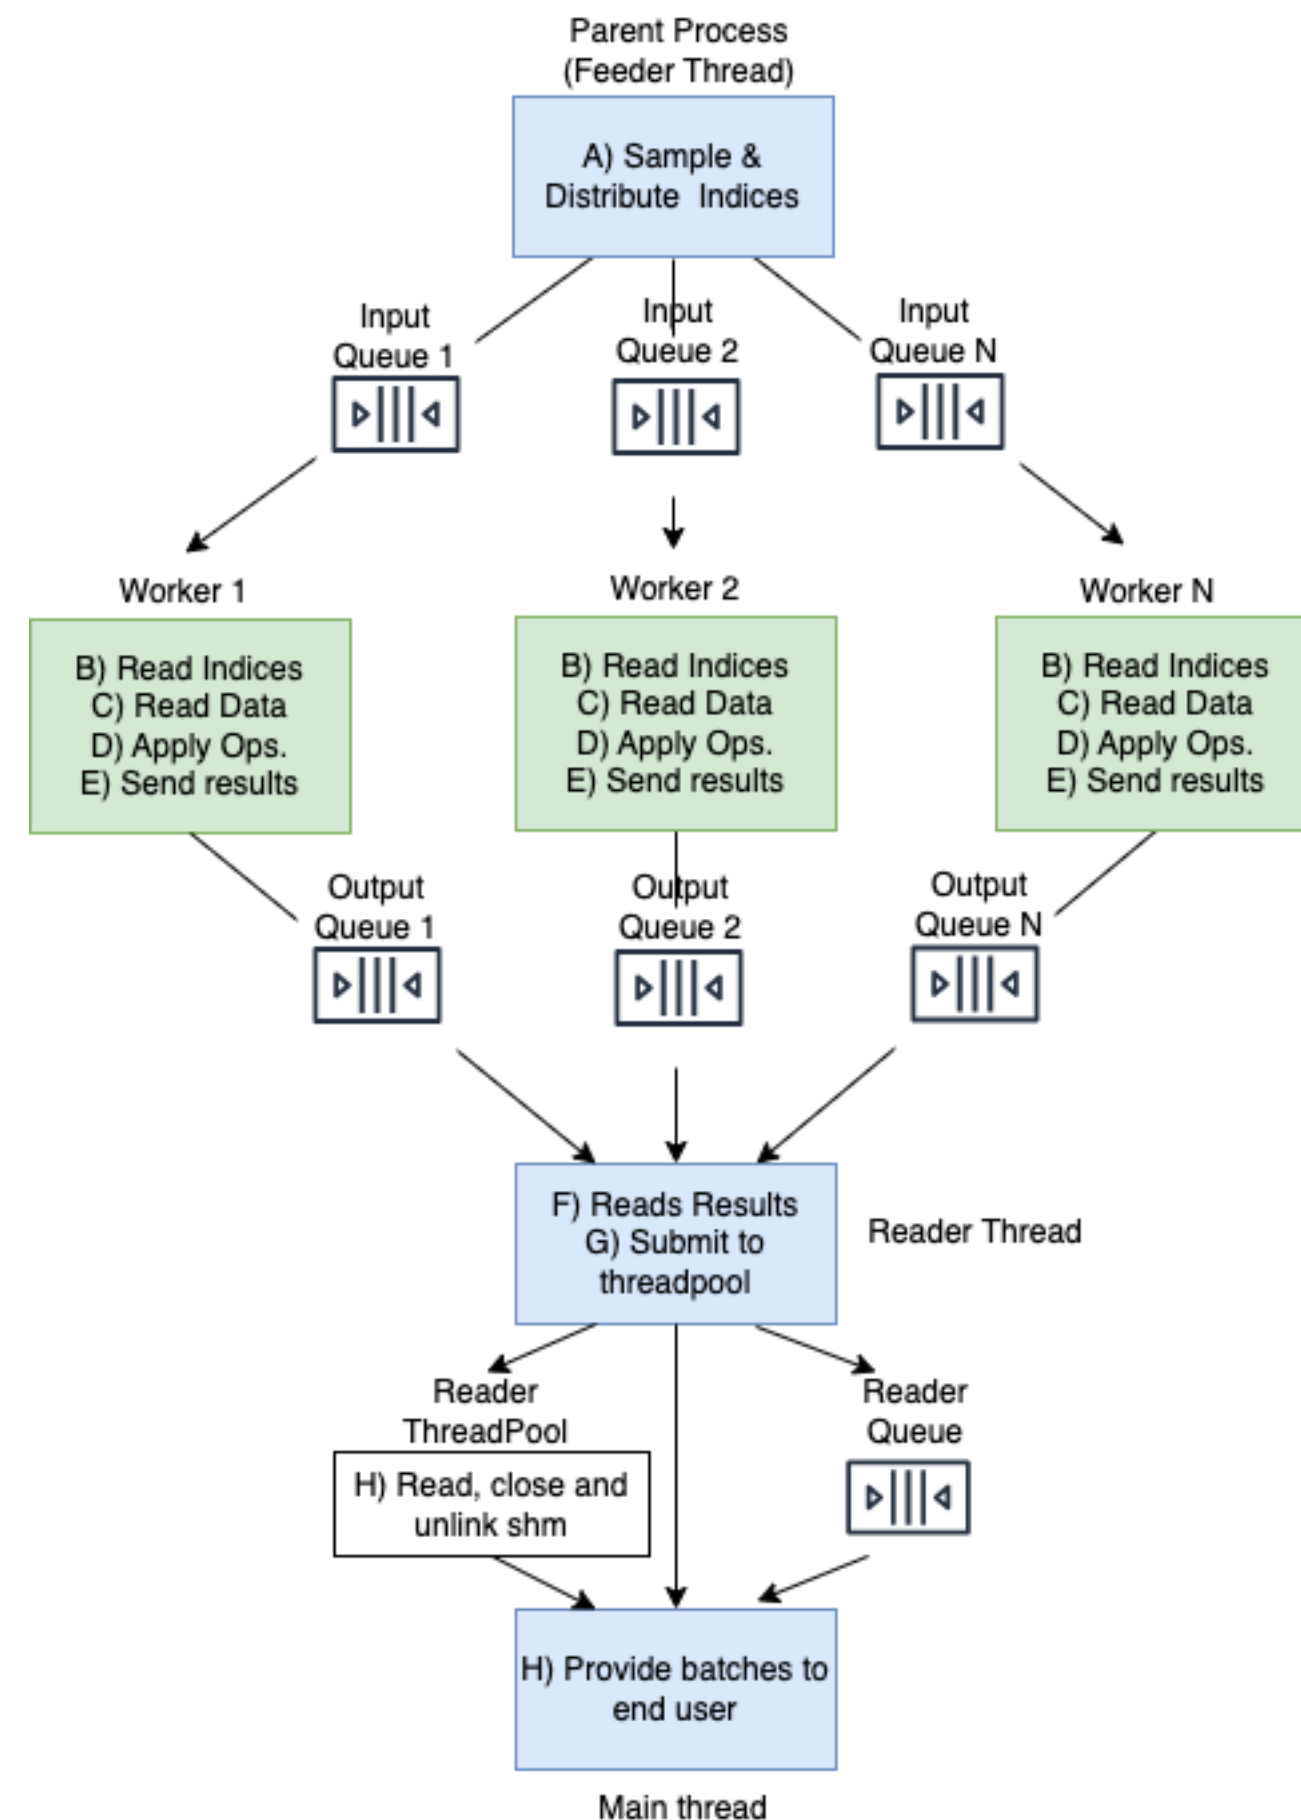 Parent Process
(Feeder Thread)
A) Sample &
Distribute Indices
Input
Queue 1
Input
Queue 2
Input
Queue N
Worker 1
B) Read Indices
C) Read Data
D) Apply Ops.
E) Send results
Worker 2
B) Read Indices
C) Read Data
D) Apply Ops.
E) Send results
Worker N
B) Read Indices
C) Read Data
D) Apply Ops.
E) Send results
Output
Queue 1
Output
Queue 2
Output
Queue N
F) Reads Results
G) Submit to
threadpool
Reader Thread
Reader
ThreadPool
H) Read, close and
unlink shm
Reader
Queue
H) Provide batches to
end user
Main thread